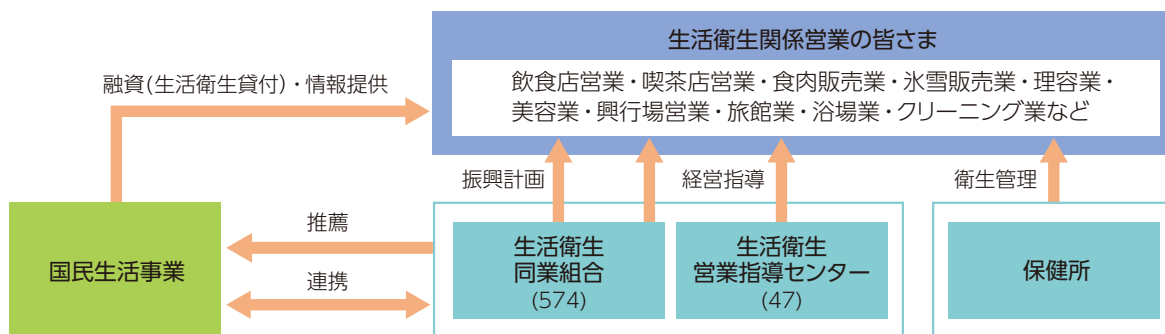 生活衛生関係営業の皆さま
融資(生活衛生貸付)・情報提供
飲食店営業・喫茶店営業・食肉販売業・氷雪販売業・理容業・
美容業・興行場営業・旅館業・浴場業・クリーニング業など
振興計画
経営指導
衛生管理
推薦
国民生活事業
連携
生活衛生
同業組合
(574)
生活衛生
営業指導センター
(47)
保健所